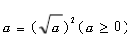 a = (√a)² (a ≥ 0)